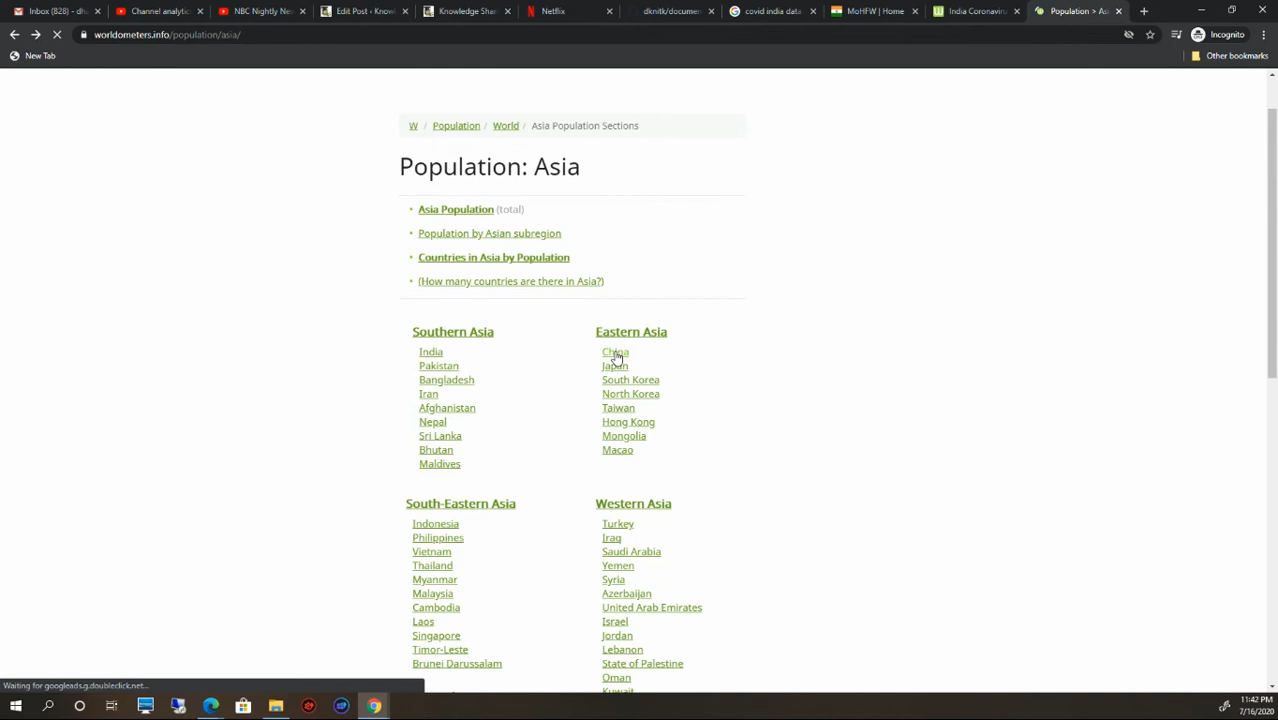 Inbox (828) - dh
Channel analytic
NBC Nightly Ne
Edit Post ‹ Knowl
Knowledge Shar
Netflix
dknitk/documen
covid india data
MoHFW | Home
India Coronavir
Population > As
worldometers.info/population/asia/
Incognito
New Tab
Other bookmarks
W / Population / World / Asia Population Sections
Population: Asia
Asia Population (total)
Population by Asian subregion
Countries in Asia by Population
(How many countries are there in Asia?)
Southern Asia
India
Pakistan
Bangladesh
Iran
Afghanistan
Nepal
Sri Lanka
Bhutan
Maldives
Eastern Asia
China
Japan
South Korea
North Korea
Taiwan
Hong Kong
Mongolia
Macao
South-Eastern Asia
Indonesia
Philippines
Vietnam
Thailand
Myanmar
Malaysia
Cambodia
Laos
Singapore
Timor-Leste
Brunei Darussalam
Western Asia
Turkey
Iraq
Saudi Arabia
Yemen
Syria
Azerbaijan
United Arab Emirates
Israel
Jordan
Lebanon
State of Palestine
Oman
Kuwait
Waiting for googleads.g.doubleclick.net...
11:42 PM
7/16/2020